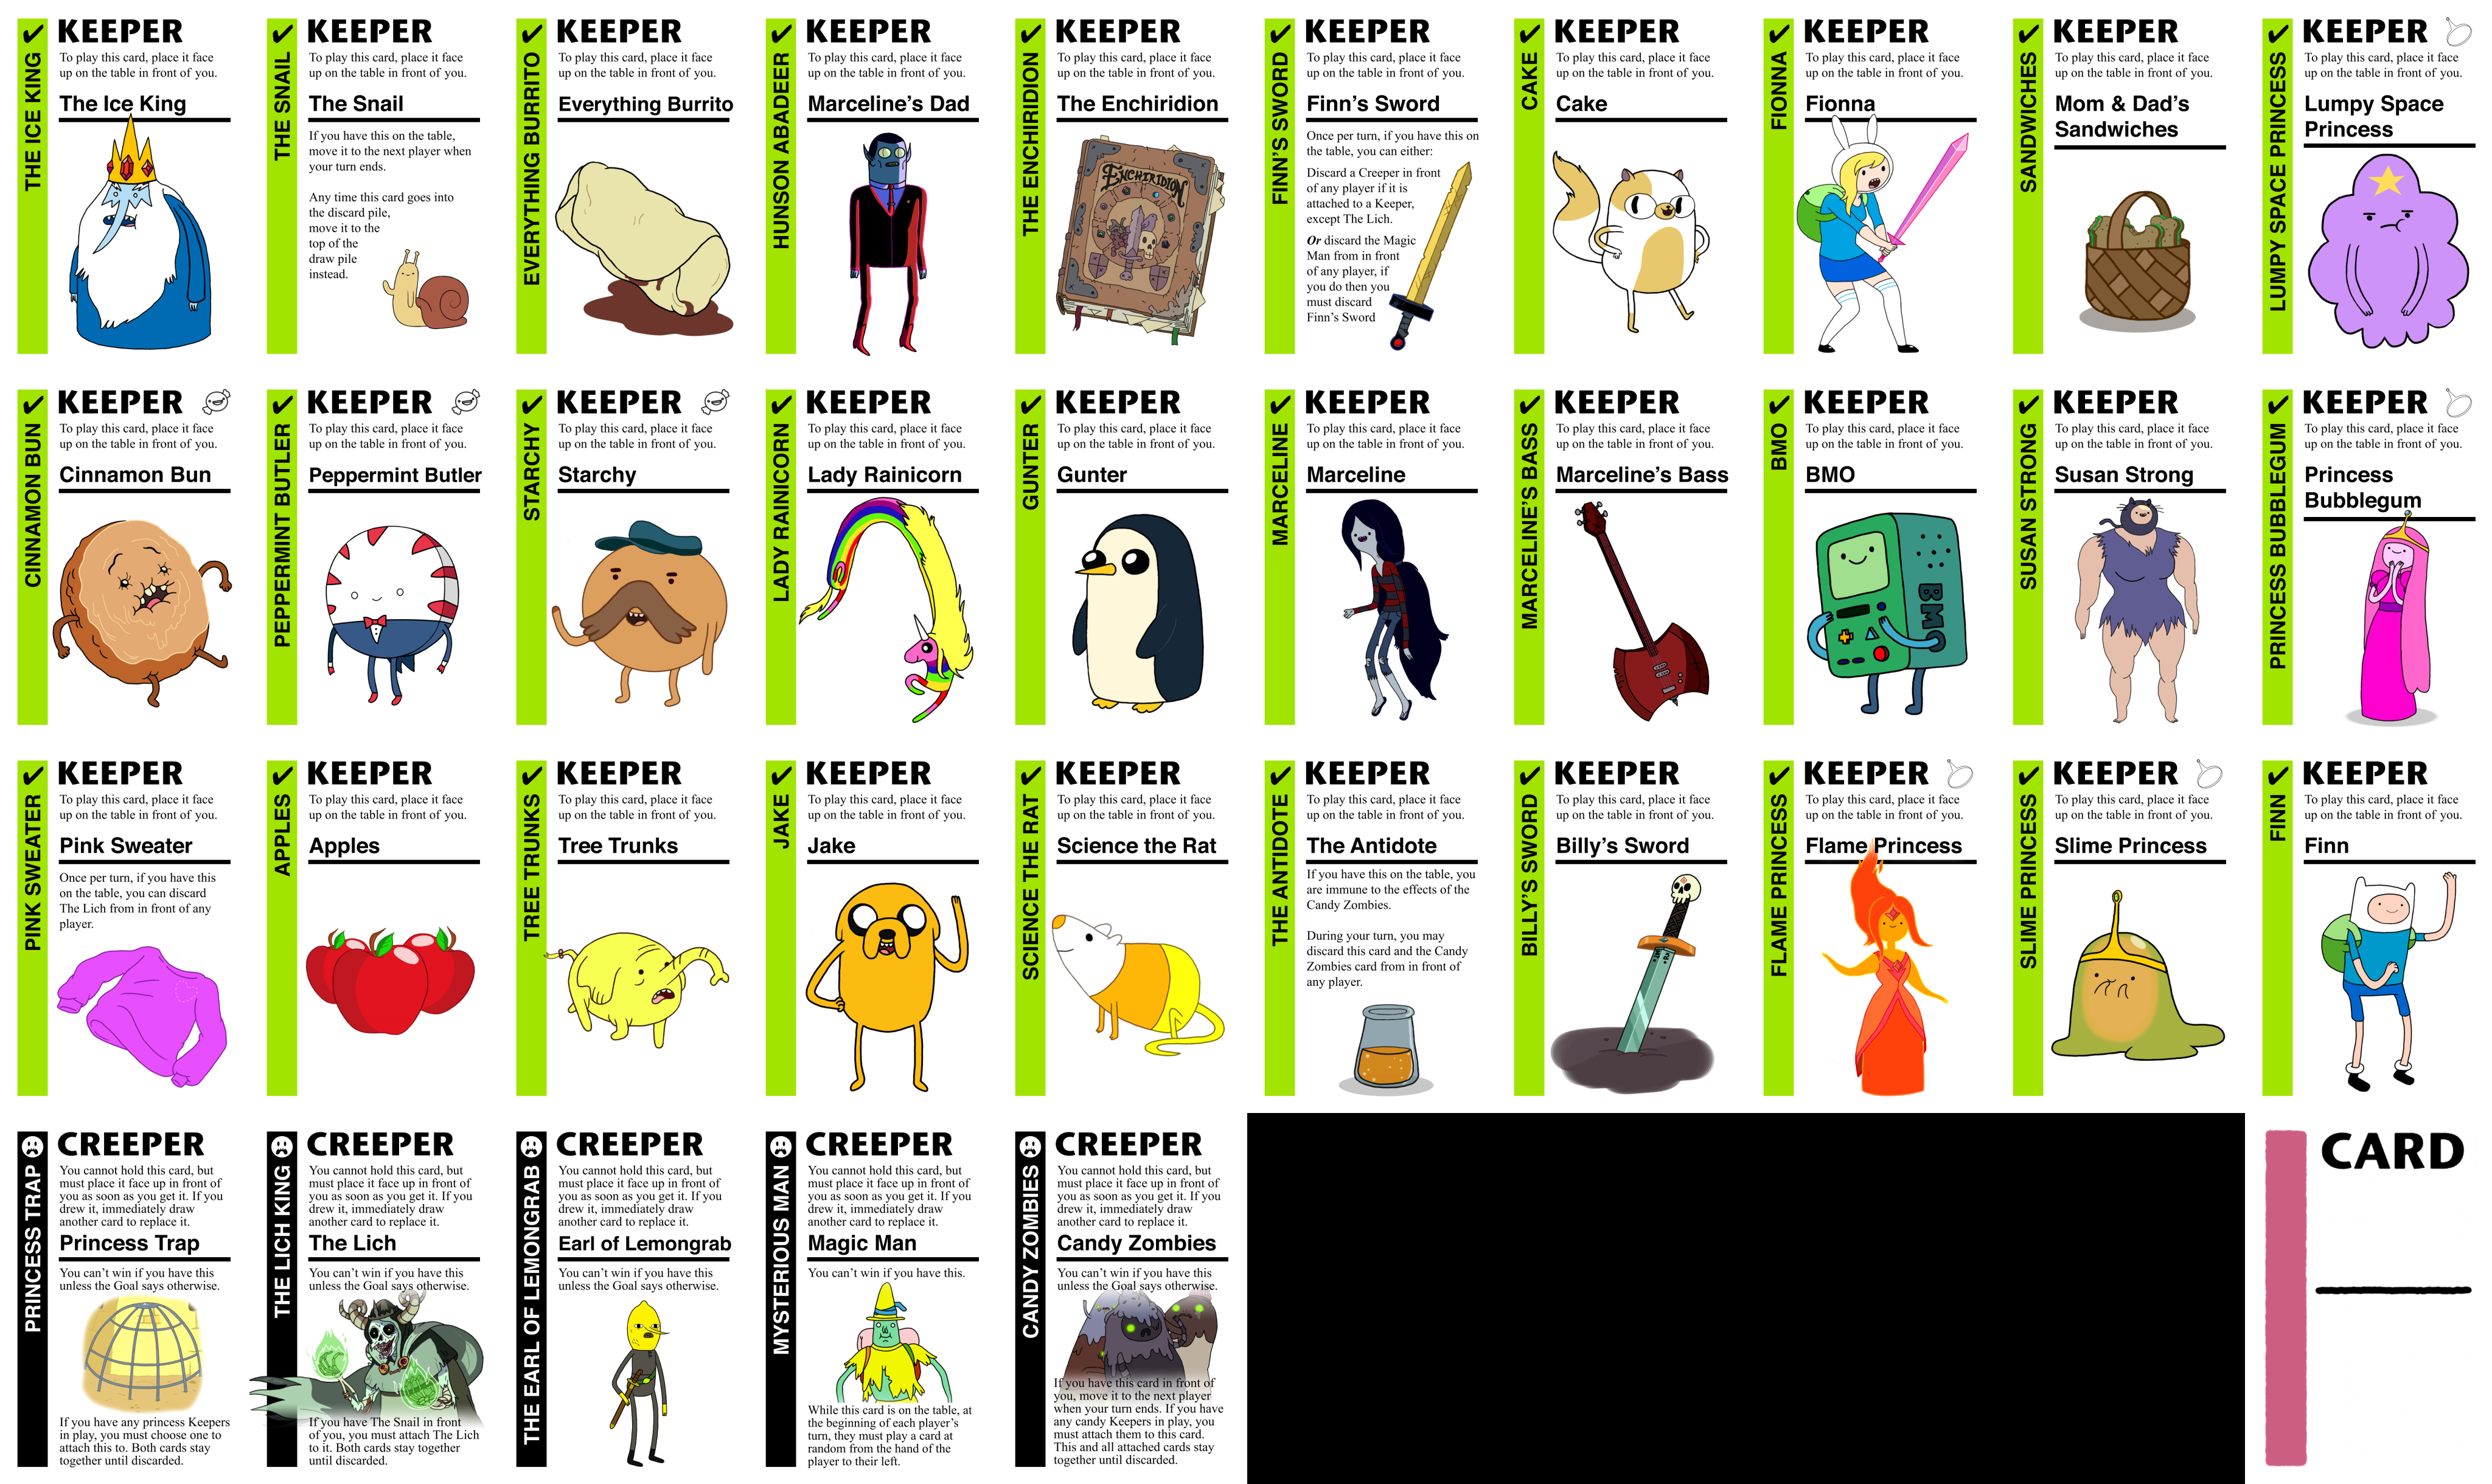 THE ICE KING
KEEPER
To play this card, place it face
up on the table in front of you.
The Ice King
THE SNAIL
KEEPER
To play this card, place it face
up on the table in front of you.
The Snail
If you have this on the table,
move it to the next player when
your turn ends.
Any time this card goes into
the discard pile,
move it to the
top of the
draw pile
instead.
EVERYTHING BURRITO
KEEPER
To play this card, place it face
up on the table in front of you.
Everything Burrito
HUNSON ABADEER
KEEPER
To play this card, place it face
up on the table in front of you.
Marceline's Dad
THE ENCHIRIDION
KEEPER
To play this card, place it face
up on the table in front of you.
The Enchiridion
ENCHIRIDION
FINN'S SWORD
KEEPER
To play this card, place it face
up on the table in front of you.
Finn's Sword
Once per turn, if you have this on
the table, you can either:
Discard a Creeper in front
of any player if it is
attached to a Keeper,
except The Lich.
Or discard the Magic
Man from in front
of any player, if
you do then you
must discard
Finn's Sword
CAKE
KEEPER
To play this card, place it face
up on the table in front of you.
Cake
FIONNA
KEEPER
To play this card, place it face
up on the table in front of you.
Fionna
SANDWICHES
KEEPER
To play this card, place it face
up on the table in front of you.
Mom & Dad's
Sandwiches
LUMPY SPACE PRINCESS
KEEPER
To play this card, place it face
up on the table in front of you.
Lumpy Space
Princess
CINNAMON BUN
KEEPER
To play this card, place it face
up on the table in front of you.
Cinnamon Bun
PEPPERMINT BUTLER
KEEPER
To play this card, place it face
up on the table in front of you.
Peppermint Butler
STARCHY
KEEPER
To play this card, place it face
up on the table in front of you.
Starchy
LADY RAINICORN
KEEPER
To play this card, place it face
up on the table in front of you.
Lady Rainicorn
GUNTER
KEEPER
To play this card, place it face
up on the table in front of you.
Gunter
MARCELINE
KEEPER
To play this card, place it face
up on the table in front of you.
Marceline
MARCELINE'S BASS
KEEPER
To play this card, place it face
up on the table in front of you.
Marceline's Bass
BMO
KEEPER
To play this card, place it face
up on the table in front of you.
BMO
BMO
SUSAN STRONG
KEEPER
To play this card, place it face
up on the table in front of you.
Susan Strong
PRINCESS BUBBLEGUM
KEEPER
To play this card, place it face
up on the table in front of you.
Princess
Bubblegum
PINK SWEATER
KEEPER
To play this card, place it face
up on the table in front of you.
Pink Sweater
Once per turn, if you have this
on the table, you can discard
The Lich from in front of any
player.
APPLES
KEEPER
To play this card, place it face
up on the table in front of you.
Apples
TREE TRUNKS
KEEPER
To play this card, place it face
up on the table in front of you.
Tree Trunks
JAKE
KEEPER
To play this card, place it face
up on the table in front of you.
Jake
SCIENCE THE RAT
KEEPER
To play this card, place it face
up on the table in front of you.
Science the Rat
THE ANTIDOTE
KEEPER
To play this card, place it face
up on the table in front of you.
The Antidote
If you have this on the table, you
are immune to the effects of the
Candy Zombies.
During your turn, you may
discard this card and the Candy
Zombies card from in front of
any player.
BILLY'S SWORD
KEEPER
To play this card, place it face
up on the table in front of you.
Billy's Sword
FLAME PRINCESS
KEEPER
To play this card, place it face
up on the table in front of you.
Flame Princess
SLIME PRINCESS
KEEPER
To play this card, place it face
up on the table in front of you.
Slime Princess
FINN
KEEPER
To play this card, place it face
up on the table in front of you.
Finn
PRINCESS TRAP
CREEPER
You cannot hold this card, but
must place it face up in front of
you as soon as you get it. If you
drew it, immediately draw
another card to replace it.
Princess Trap
You can't win if you have this
unless the Goal says otherwise.
If you have any princess Keepers
in play, you must choose one to
attach this to. Both cards stay
together until discarded.
THE LICH KING
CREEPER
You cannot hold this card, but
must place it face up in front of
you as soon as you get it. If you
drew it, immediately draw
another card to replace it.
The Lich
You can't win if you have this
unless the Goal says otherwise.
If you have The Snail in front
of you, you must attach The Lich
to it. Both cards stay together
until discarded.
THE EARL OF LEMONGRAB
CREEPER
You cannot hold this card, but
must place it face up in front of
you as soon as you get it. If you
drew it, immediately draw
another card to replace it.
Earl of Lemongrab
You can't win if you have this
unless the Goal says otherwise.
MYSTERIOUS MAN
CREEPER
You cannot hold this card, but
must place it face up in front of
you as soon as you get it. If you
drew it, immediately draw
another card to replace it.
Magic Man
You can't win if you have this.
While this card is on the table, at
the beginning of each player's
turn, they must play a card at
random from the hand of the
player to their left.
CANDY ZOMBIES
CREEPER
You cannot hold this card, but
must place it face up in front of
you as soon as you get it. If you
drew it, immediately draw
another card to replace it.
Candy Zombies
You can't win if you have this
unless the Goal says otherwise.
If you have this card in front of
you, move it to the next player
when your turn ends. If you have
any candy Keepers in play, you
must attach them to this card.
This and all attached cards stay
together until discarded.
CARD